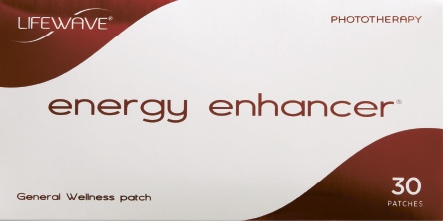 LIFEWAVE®
PHOTOTHERAPY
energy enhancer®
General Wellness patch
30
PATCHES